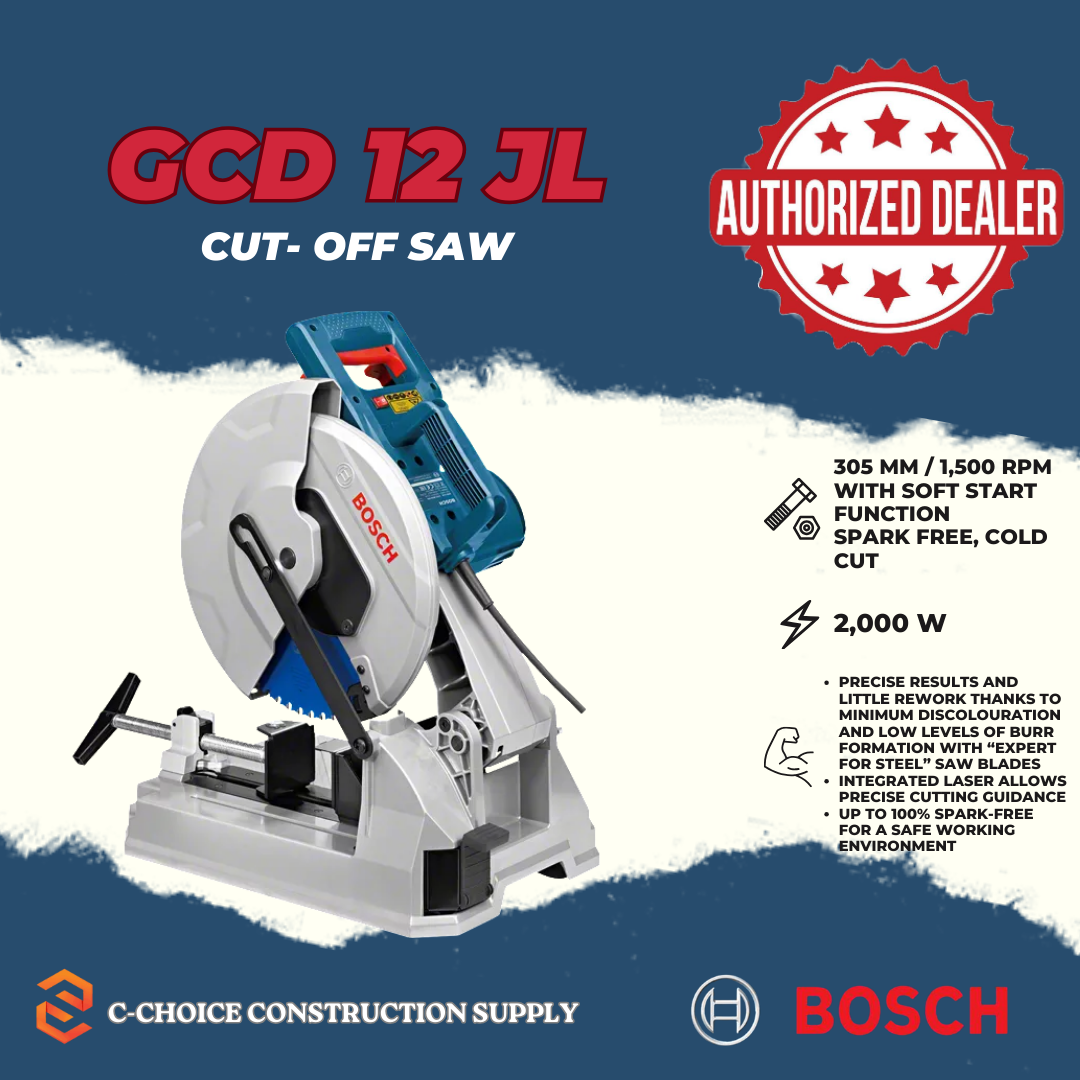 GCD 12 JL
CUT- OFF SAW
AUTHORIZED DEALER
BOSCH
305 MM / 1,500 RPM
WITH SOFT START
FUNCTION
SPARK FREE, COLD
CUT
2,000 W
• PRECISE RESULTS AND
LITTLE REWORK THANKS TO
MINIMUM DISCOLOURATION
AND LOW LEVELS OF BURR
FORMATION WITH “EXPERT
FOR STEEL” SAW BLADES
• INTEGRATED LASER ALLOWS
PRECISE CUTTING GUIDANCE
• UP TO 100% SPARK-FREE
FOR A SAFE WORKING
ENVIRONMENT
C-CHOICE CONSTRUCTION SUPPLY
BOSCH